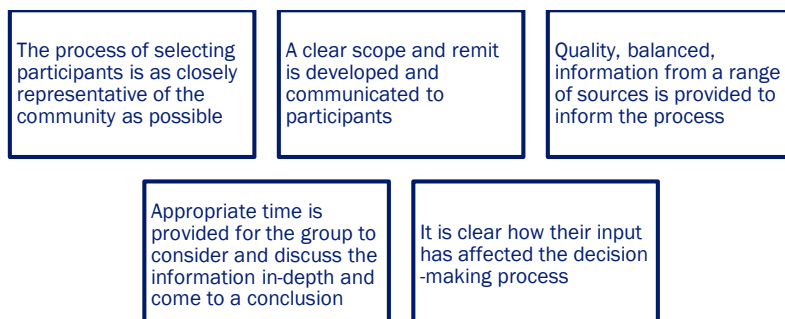 The process of selecting
participants is as closely
representative of the
community as possible
A clear scope and remit
is developed and
communicated to
participants
Quality, balanced,
information from a range
of sources is provided to
inform the process
Appropriate time is
provided for the group to
consider and discuss the
information in-depth and
come to a conclusion
It is clear how their input
has affected the decision
-making process